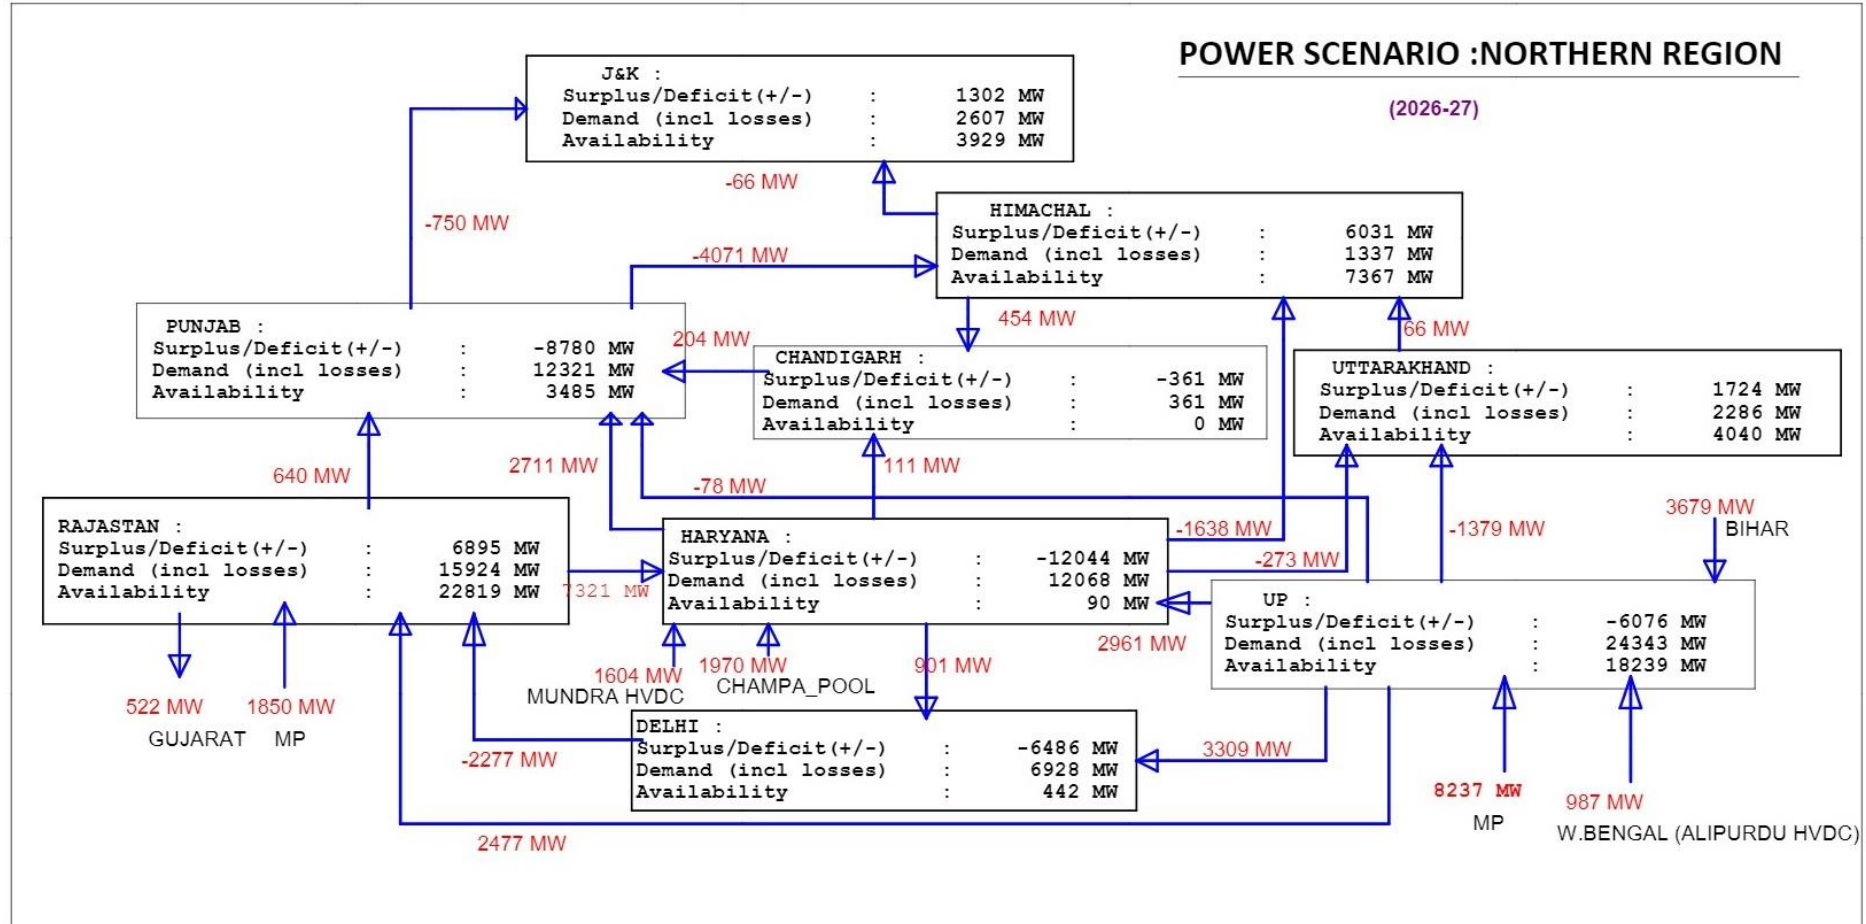 POWER SCENARIO :NORTHERN REGION
(2026-27)
J&K :
Surplus/Deficit(+/-) : 1302 MW
Demand (incl losses) : 2607 MW
Availability : 3929 MW
-66 MW
-750 MW
HIMACHAL :
Surplus/Deficit(+/-) : 6031 MW
Demand (incl losses) : 1337 MW
Availability : 7367 MW
-4071 MW
454 MW
66 MW
PUNJAB :
Surplus/Deficit(+/-) : -8780 MW
Demand (incl losses) : 12321 MW
Availability : 3485 MW
204 MW
CHANDIGARH :
Surplus/Deficit(+/-) : -361 MW
Demand (incl losses) : 361 MW
Availability : 0 MW
UTTARAKHAND :
Surplus/Deficit(+/-) : 1724 MW
Demand (incl losses) : 2286 MW
Availability : 4040 MW
640 MW
2711 MW
111 MW
-78 MW
-1638 MW
-273 MW
-1379 MW
3679 MW
BIHAR
RAJASTAN :
Surplus/Deficit(+/-) : 6895 MW
Demand (incl losses) : 15924 MW
Availability : 22819 MW
7321 MW
HARYANA :
Surplus/Deficit(+/-) : -12044 MW
Demand (incl losses) : 12068 MW
Availability : 90 MW
2961 MW
UP :
Surplus/Deficit(+/-) : -6076 MW
Demand (incl losses) : 24343 MW
Availability : 18239 MW
522 MW
GUJARAT
1850 MW
MP
1604 MW
MUNDRA HVDC
1970 MW
CHAMPA_POOL
901 MW
DELHI :
Surplus/Deficit(+/-) : -6486 MW
Demand (incl losses) : 6928 MW
Availability : 442 MW
-2277 MW
3309 MW
2477 MW
8237 MW
MP
987 MW
W.BENGAL (ALIPURDU HVDC)